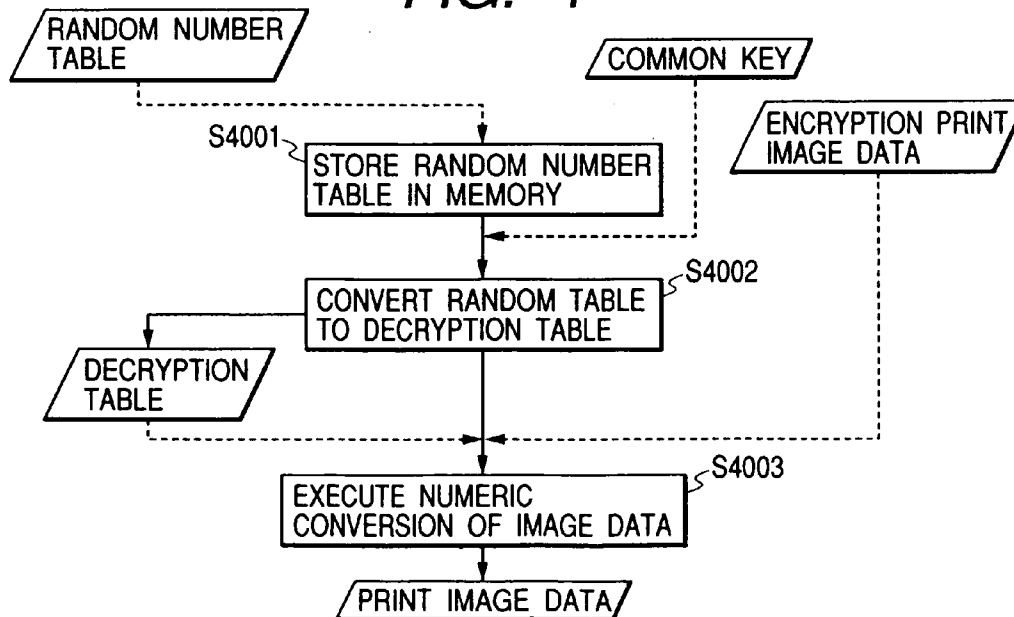 FIG.
RANDOM NUMBER
TABLE
COMMON KEY
ENCRYPTION PRINT
IMAGE DATA
S4001
STORE RANDOM NUMBER
TABLE IN MEMORY
S4002
CONVERT RANDOM TABLE
TO DECRYPTION TABLE
DECRYPTION
TABLE
S4003
EXECUTE NUMERIC
CONVERSION OF IMAGE DATA
PRINT IMAGE DATA